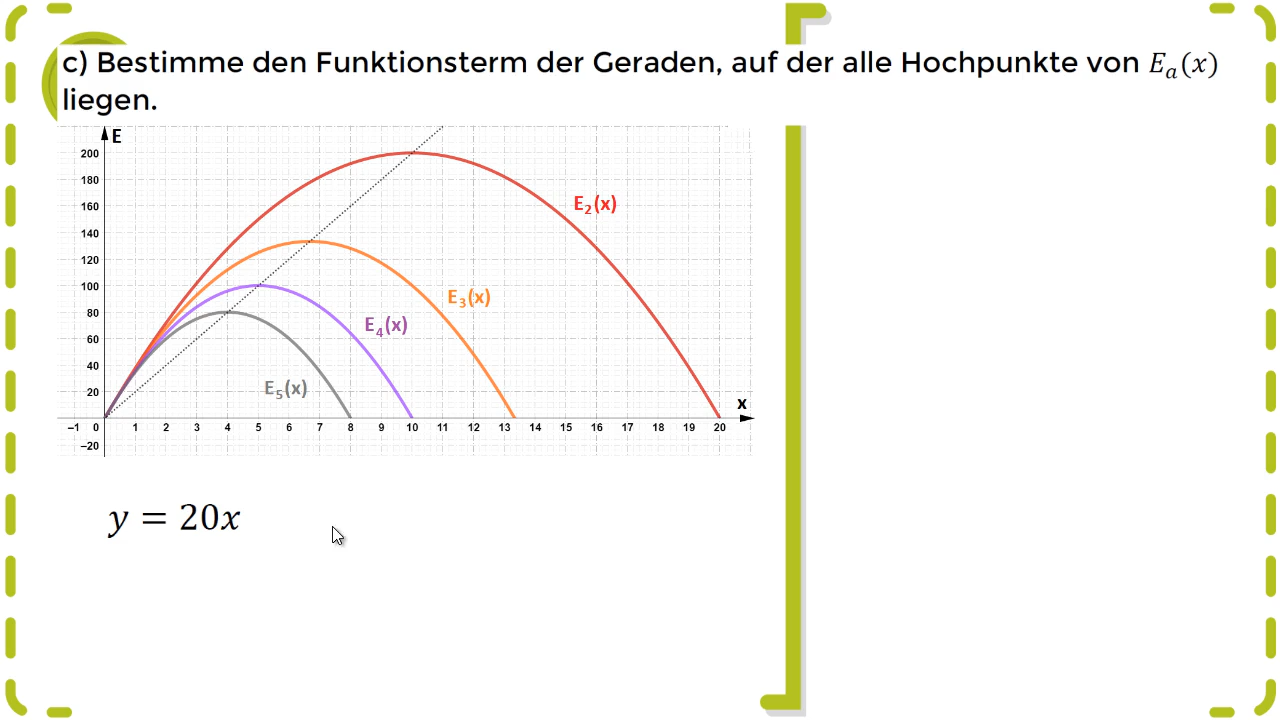 c) Bestimme den Funktionsterm der Geraden, auf der alle Hochpunkte von Eₐ(x)
liegen.
E
200
180
160
140
120
100
80
60
40
20
−20
E₂(x)
E₃(x)
E₄(x)
E₅(x)
x
−1 0 1 2 3 4 5 6 7 8 9 10 11 12 13 14 15 16 17 18 19 20
y = 20x